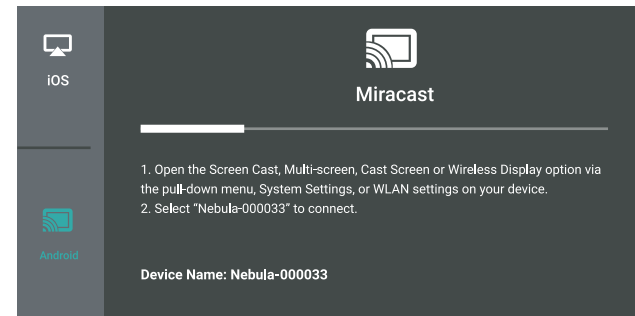 iOS
Android
Miracast
1. Open the Screen Cast, Multi-screen, Cast Screen or Wireless Display option via
the pull-down menu, System Settings, or WLAN settings on your device.
2. Select “Nebula-000033” to connect.
Device Name: Nebula-000033